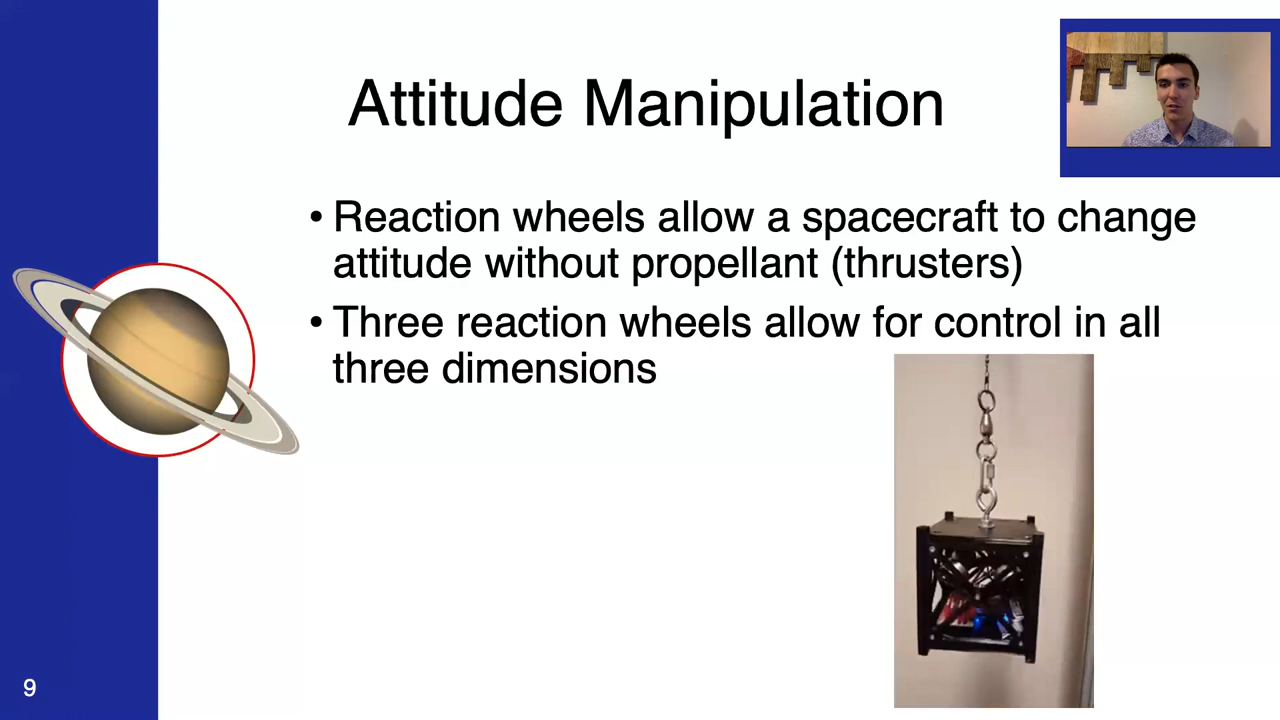 Attitude Manipulation
• Reaction wheels allow a spacecraft to change
attitude without propellant (thrusters)
• Three reaction wheels allow for control in all
three dimensions
9